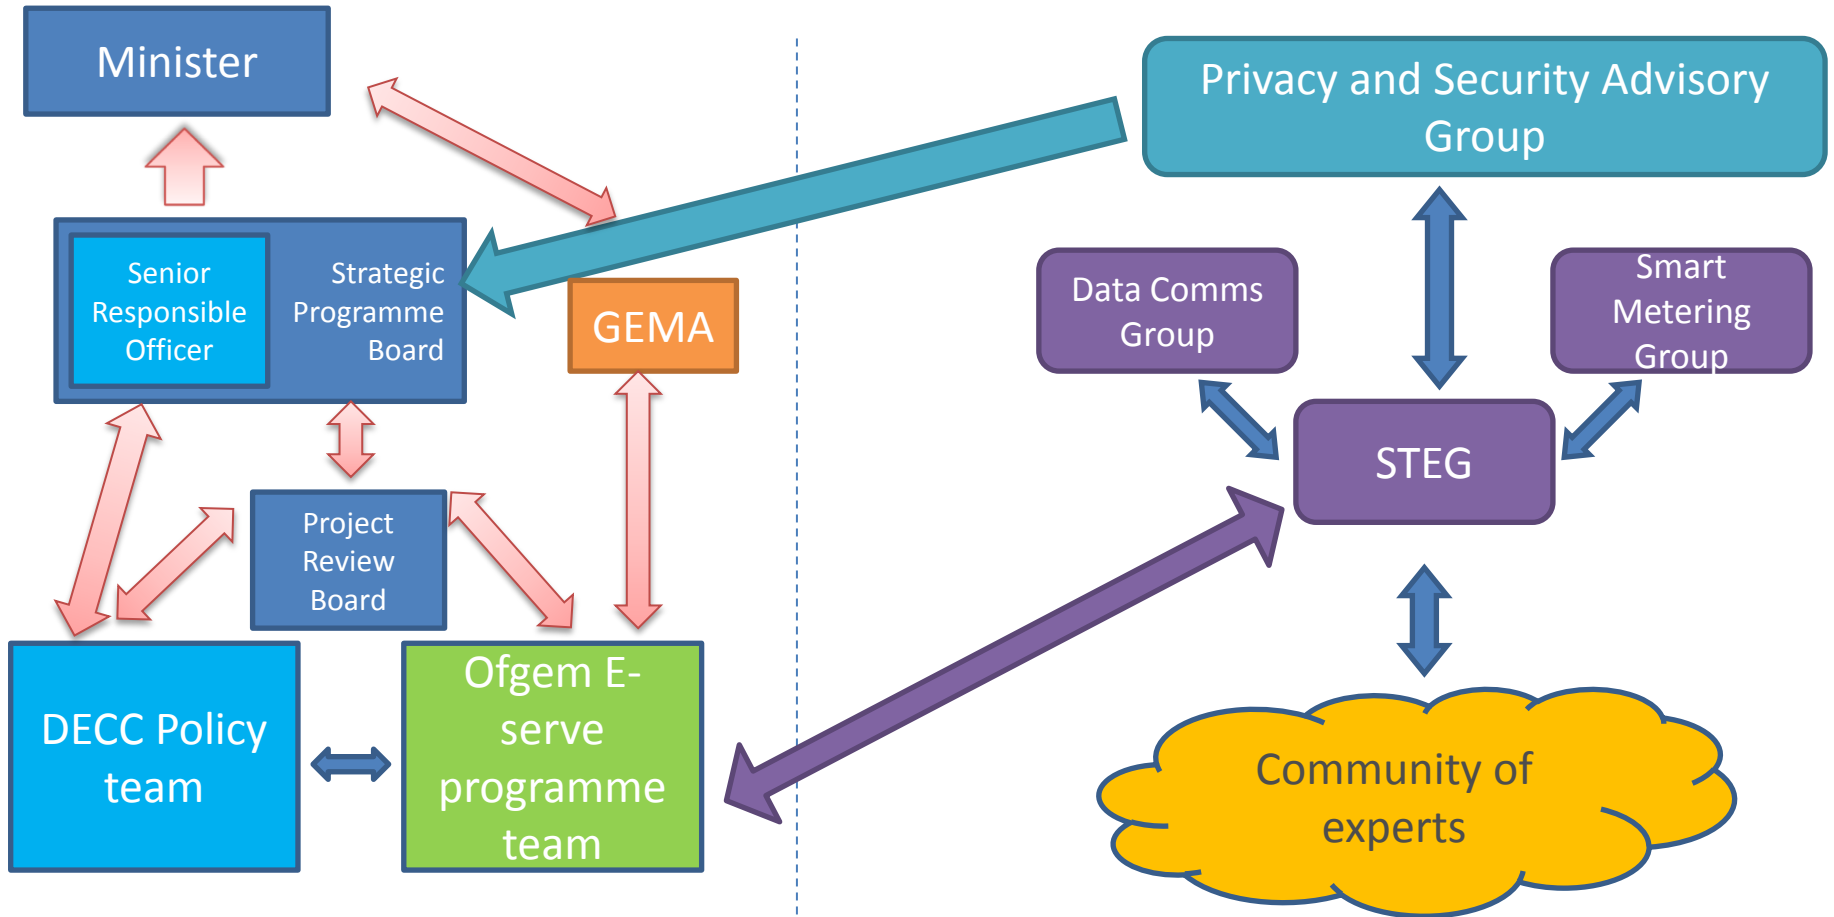 Minister
Privacy and Security Advisory
Group
Senior
Responsible
Officer
Strategic
Programme
Board
GEMA
Data Comms
Group
Smart
Metering
Group
STEG
Project
Review
Board
DECC Policy
team
Ofgem E-
serve
programme
team
Community of
experts